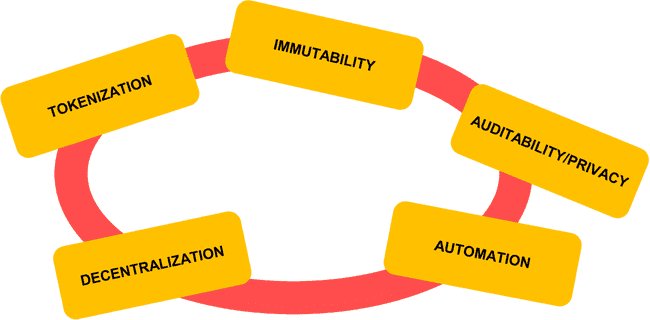 IMMUTABILITY
TOKENIZATION
AUDITABILITY/PRIVACY
DECENTRALIZATION
AUTOMATION